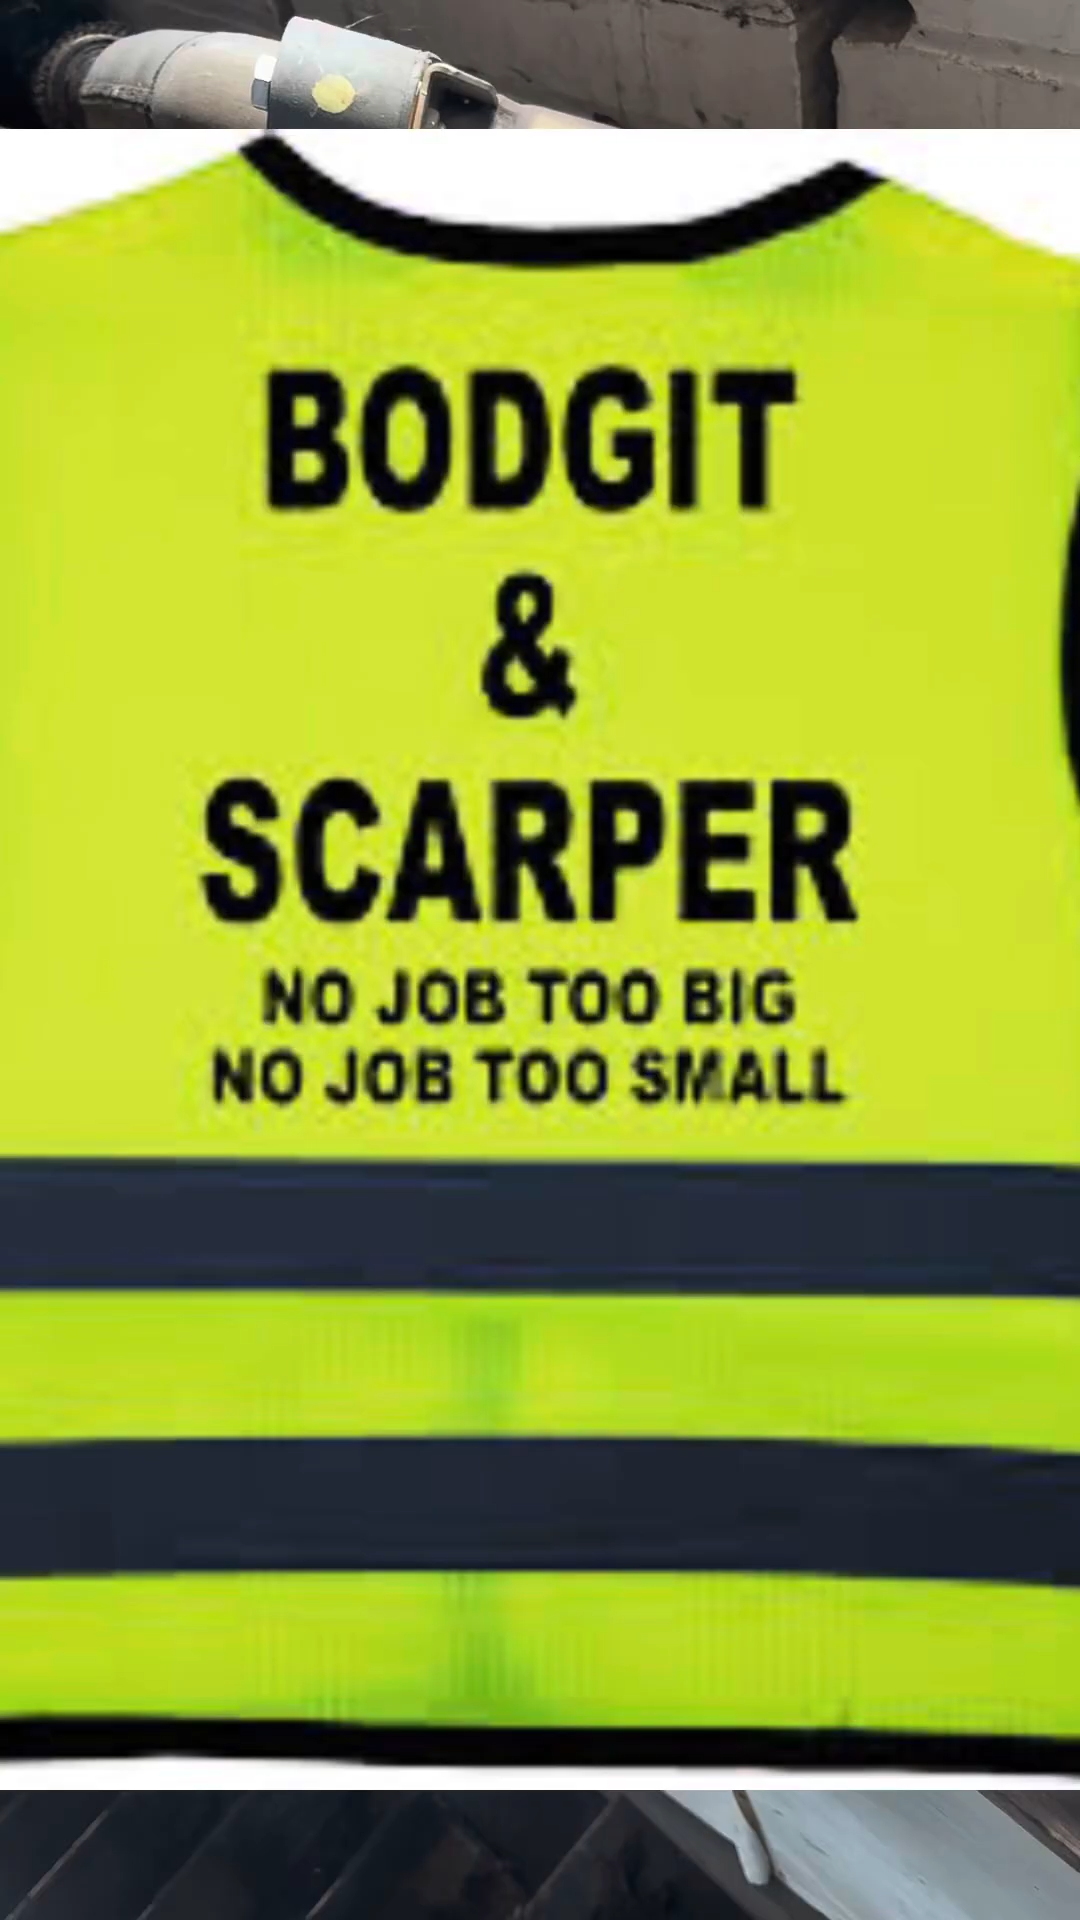 BODGIT
&
SCARPER
NO JOB TOO BIG
NO JOB TOO SMALL